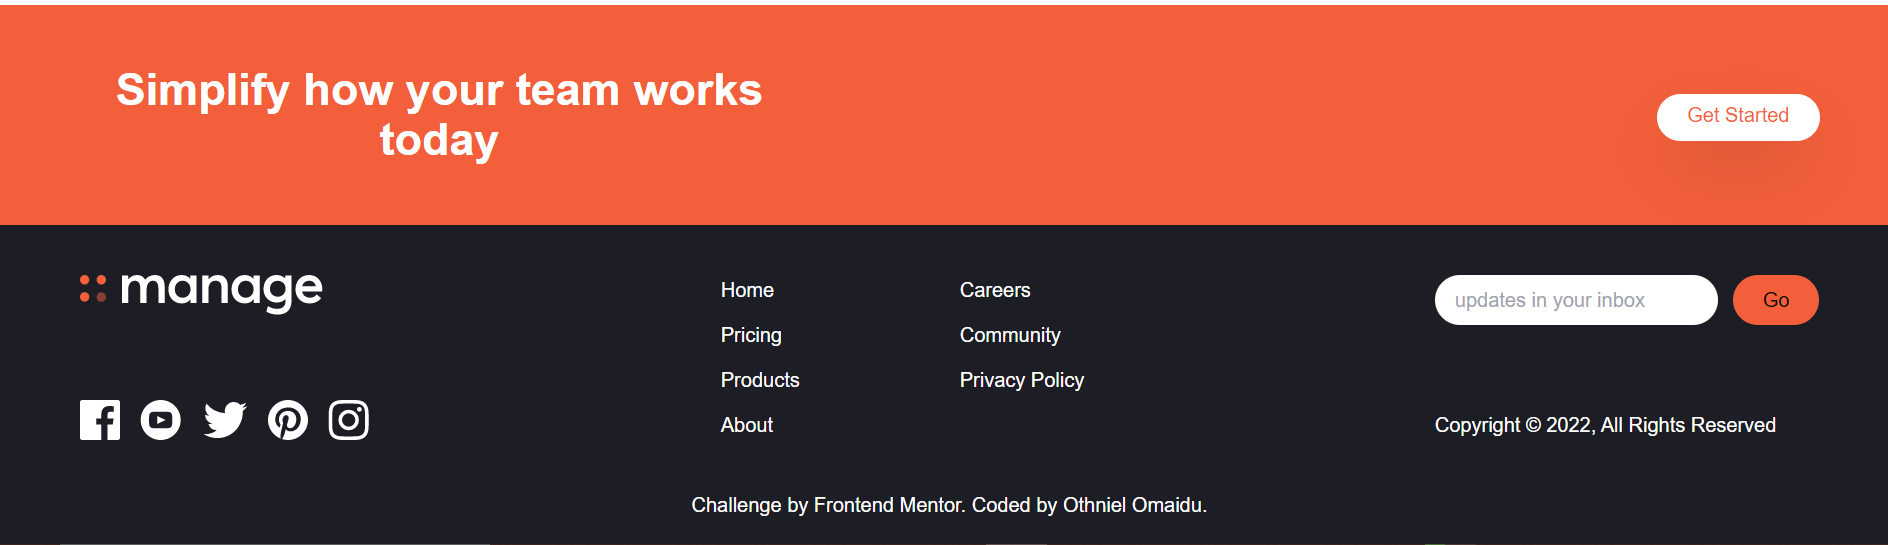 Simplify how your team works
today
Get Started
manage
Home
Pricing
Products
About
Careers
Community
Privacy Policy
updates in your inbox
Go
Copyright © 2022, All Rights Reserved
Challenge by Frontend Mentor. Coded by Othniel Omaidu.